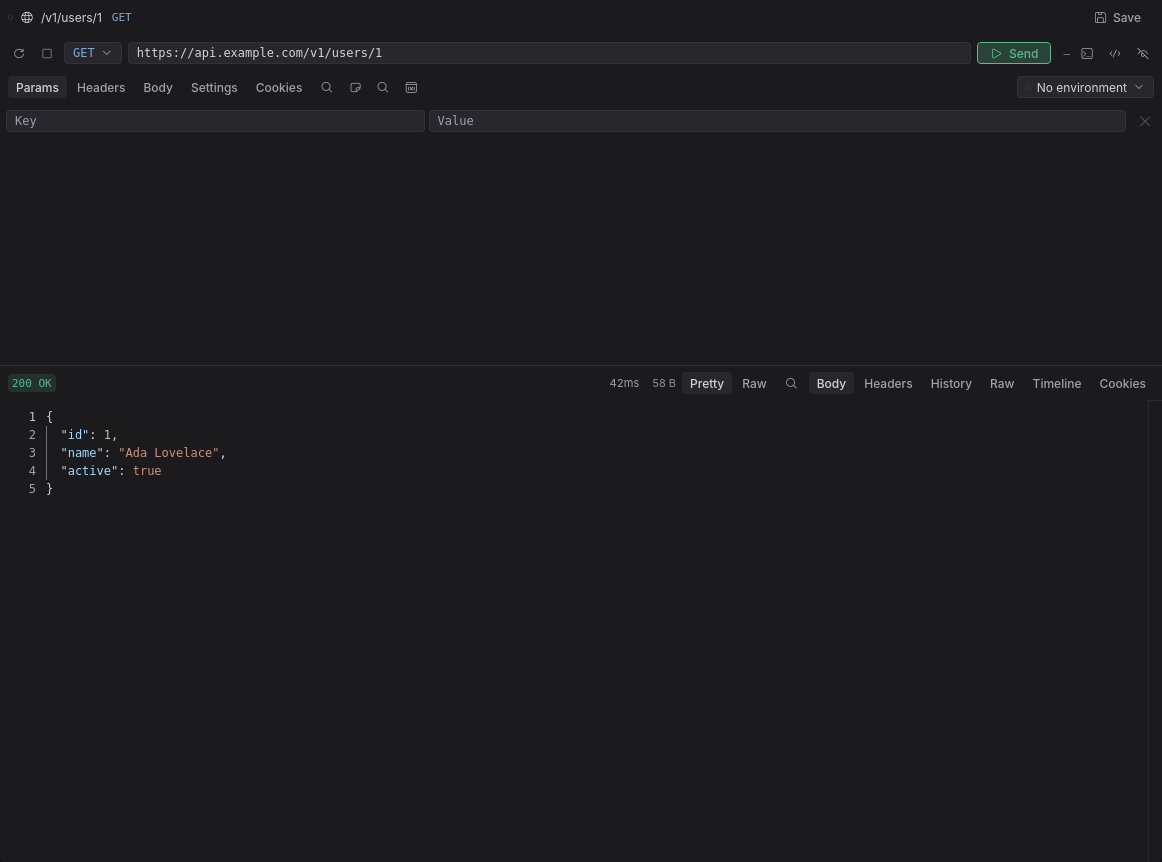 /v1/users/1 GET Save
GET https://api.example.com/v1/users/1 Send
Params Headers Body Settings Cookies No environment
Key Value
200 OK 42ms 58 B Pretty Raw Body Headers History Raw Timeline Cookies
1 {
2 "id": 1,
3 "name": "Ada Lovelace",
4 "active": true
5 }